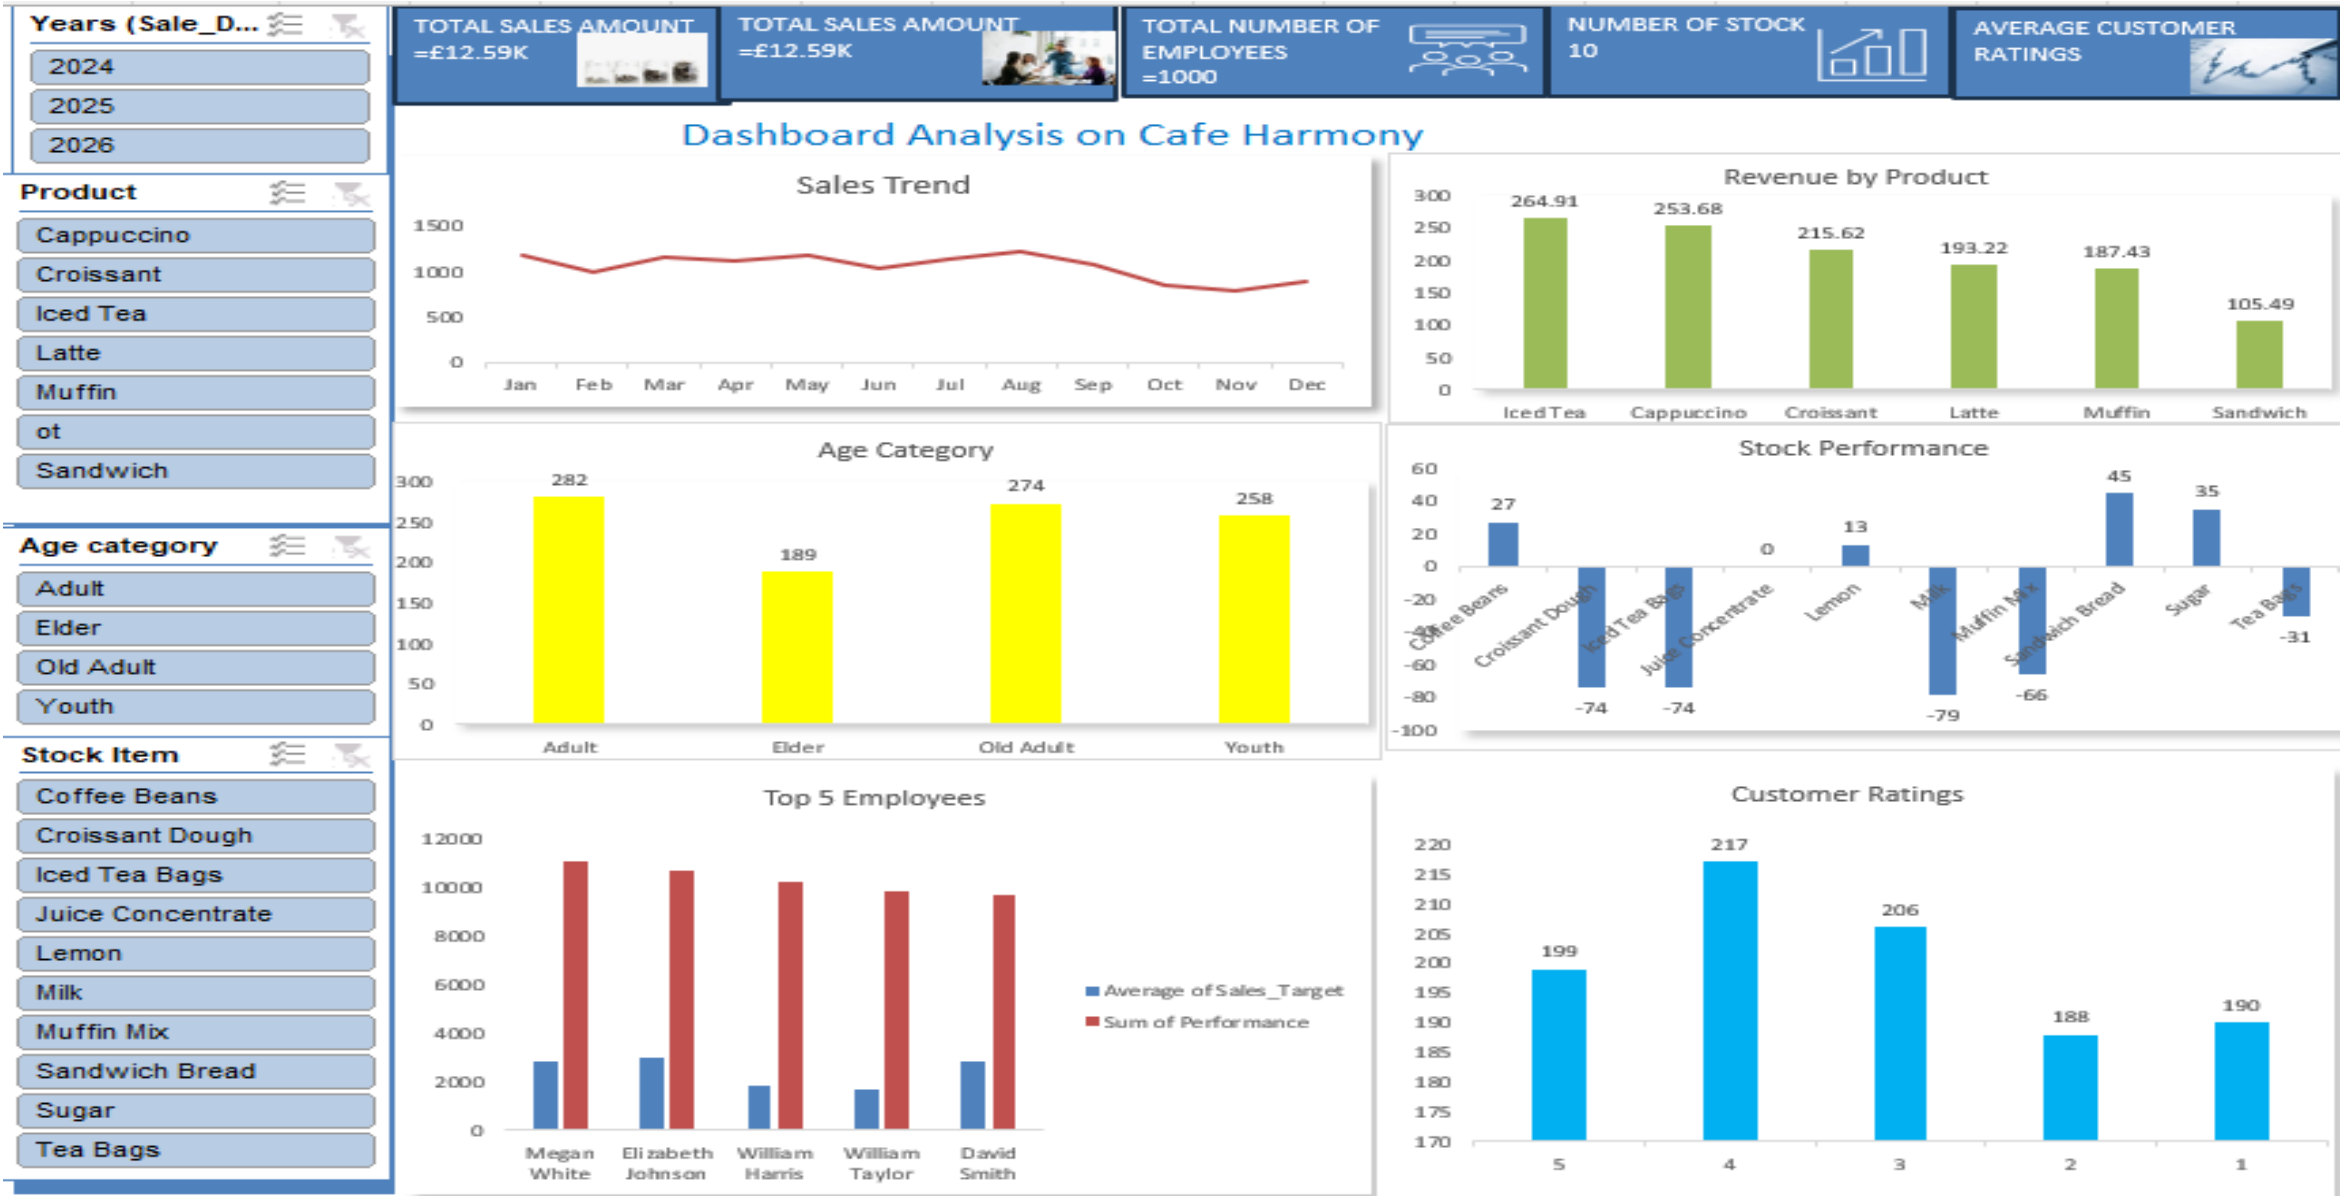 Years (Sale_D...
2024
2025
2026
Product
Cappuccino
Croissant
Iced Tea
Latte
Muffin
ot
Sandwich
Age category
Adult
Elder
Old Adult
Youth
Stock Item
Coffee Beans
Croissant Dough
Iced Tea Bags
Juice Concentrate
Lemon
Milk
Muffin Mix
Sandwich Bread
Sugar
Tea Bags
TOTAL SALES AMOUNT
=£12.59K
TOTAL SALES AMOUNT
=£12.59K
TOTAL NUMBER OF
EMPLOYEES
=1000
NUMBER OF STOCK
10
AVERAGE CUSTOMER
RATINGS
Dashboard Analysis on Cafe Harmony
Sales Trend
1500
1000
500
0
Jan Feb Mar Apr May Jun Jul Aug Sep Oct Nov Dec
Revenue by Product
300
250
200
150
100
50
0
264.91 253.68 215.62 193.22 187.43 105.49
Iced Tea Cappuccino Croissant Latte Muffin Sandwich
Age Category
300
250
200
150
100
50
0
282 189 274 258
Adult Elder Old Adult Youth
Stock Performance
60
40
20
0
-20
-40
-60
-80
-100
27 -74 -74 0 13 -79 -66 45 35 -31
Coffee Beans
Croissant Dough
Iced Tea Bags
Juice Concentrate
Lemon
Milk
Muffin Mix
Sandwich Bread
Sugar
Tea Bags
Top 5 Employees
12000
10000
8000
6000
4000
2000
0
Megan Elizabeth William William David
White Johnson Harris Taylor Smith
Average of Sales_Target
Sum of Performance
Customer Ratings
220
215
210
205
200
195
190
185
180
175
170
199 217 206 188 190
5 4 3 2 1